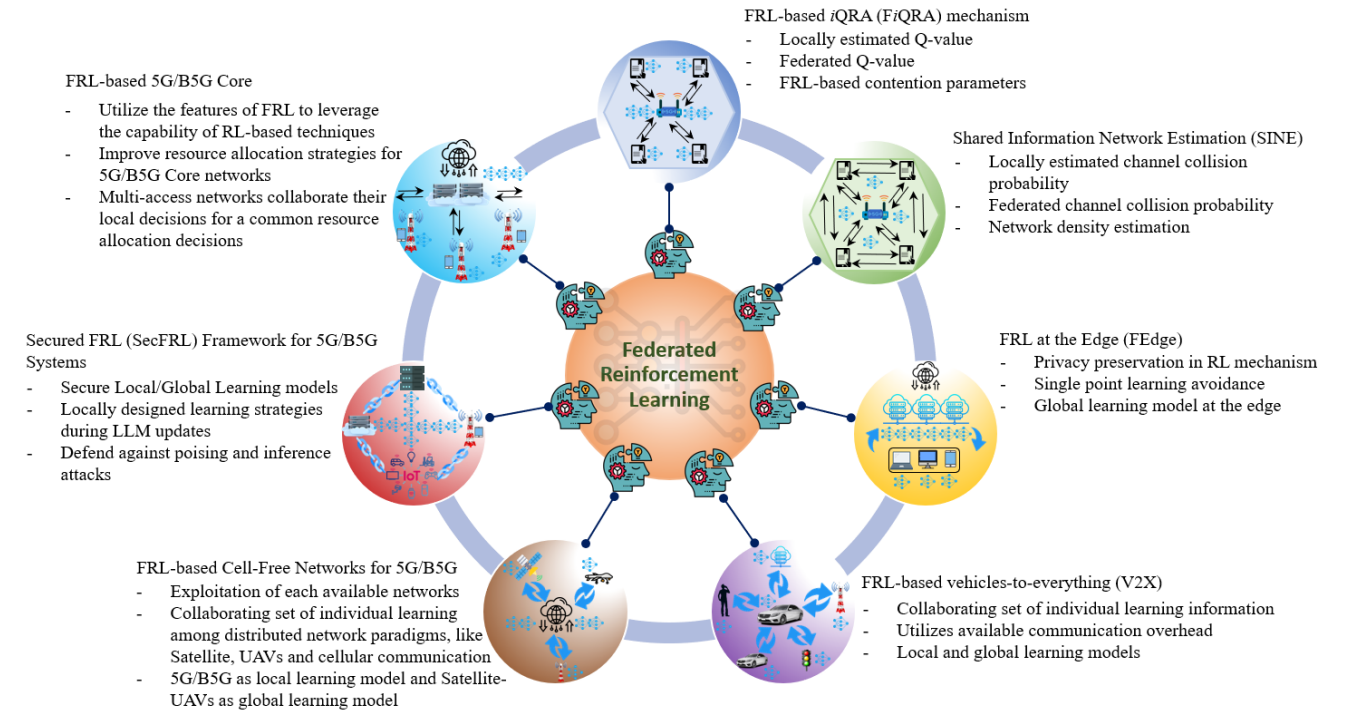 FRL-based iQRA (FiQRA) mechanism
- Locally estimated Q-value
- Federated Q-value
- FRL-based contention parameters
Shared Information Network Estimation (SINE)
- Locally estimated channel collision
probability
- Federated channel collision probability
- Network density estimation
FRL at the Edge (FEdge)
- Privacy preservation in RL mechanism
- Single point learning avoidance
- Global learning model at the edge
FRL-based vehicles-to-everything (V2X)
- Collaborating set of individual learning information
- Utilizes available communication overhead
- Local and global learning models
FRL-based Cell-Free Networks for 5G/B5G
- Exploitation of each available networks
- Collaborating set of individual learning
among distributed network paradigms, like
Satellite, UAVs and cellular communication
- 5G/B5G as local learning model and Satellite-
UAVs as global learning model
Secured FRL (SecFRL) Framework for 5G/B5G
Systems
- Secure Local/Global Learning models
- Locally designed learning strategies
during LLM updates
- Defend against poising and inference
attacks
FRL-based 5G/B5G Core
- Utilize the features of FRL to leverage
the capability of RL-based techniques
- Improve resource allocation strategies for
5G/B5G Core networks
- Multi-access networks collaborate their
local decisions for a common resource
allocation decisions
Federated
Reinforcement
Learning
IoT